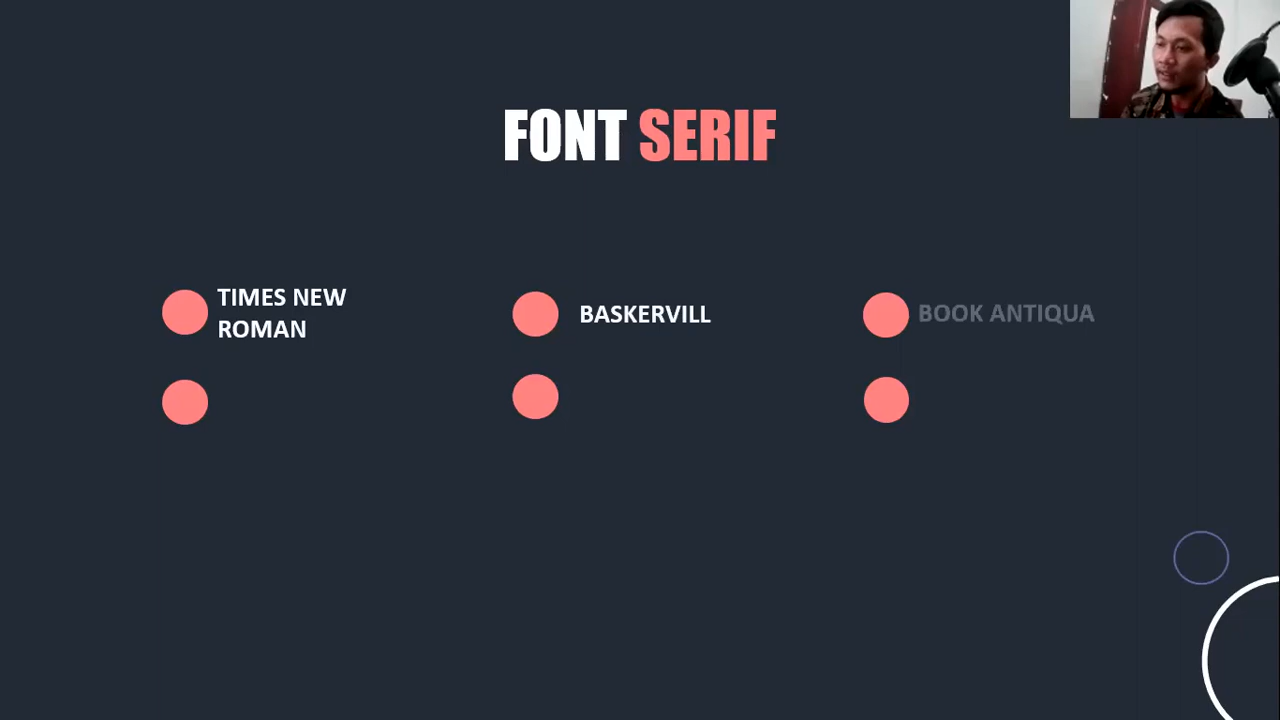 FONT SERIF
TIMES NEW
ROMAN
BASKERVILL
BOOK ANTIQUA